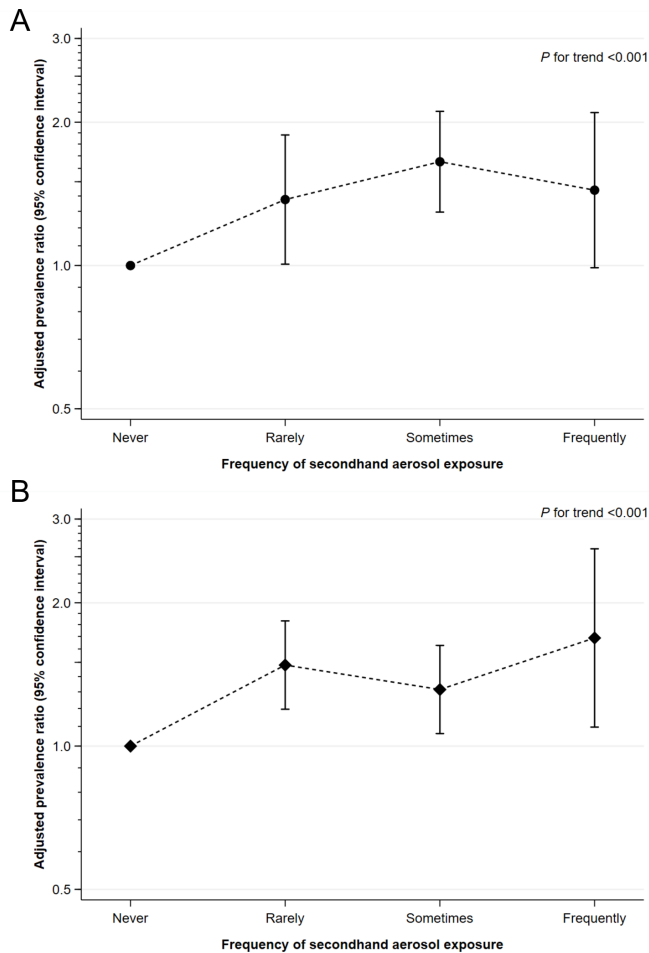 A
Adjusted prevalence ratio (95% confidence interval)
P for trend <0.001
3.0
2.0
1.0
0.5
Never Rarely Sometimes Frequently
Frequency of secondhand aerosol exposure
B
Adjusted prevalence ratio (95% confidence interval)
P for trend <0.001
3.0
2.0
1.0
0.5
Never Rarely Sometimes Frequently
Frequency of secondhand aerosol exposure